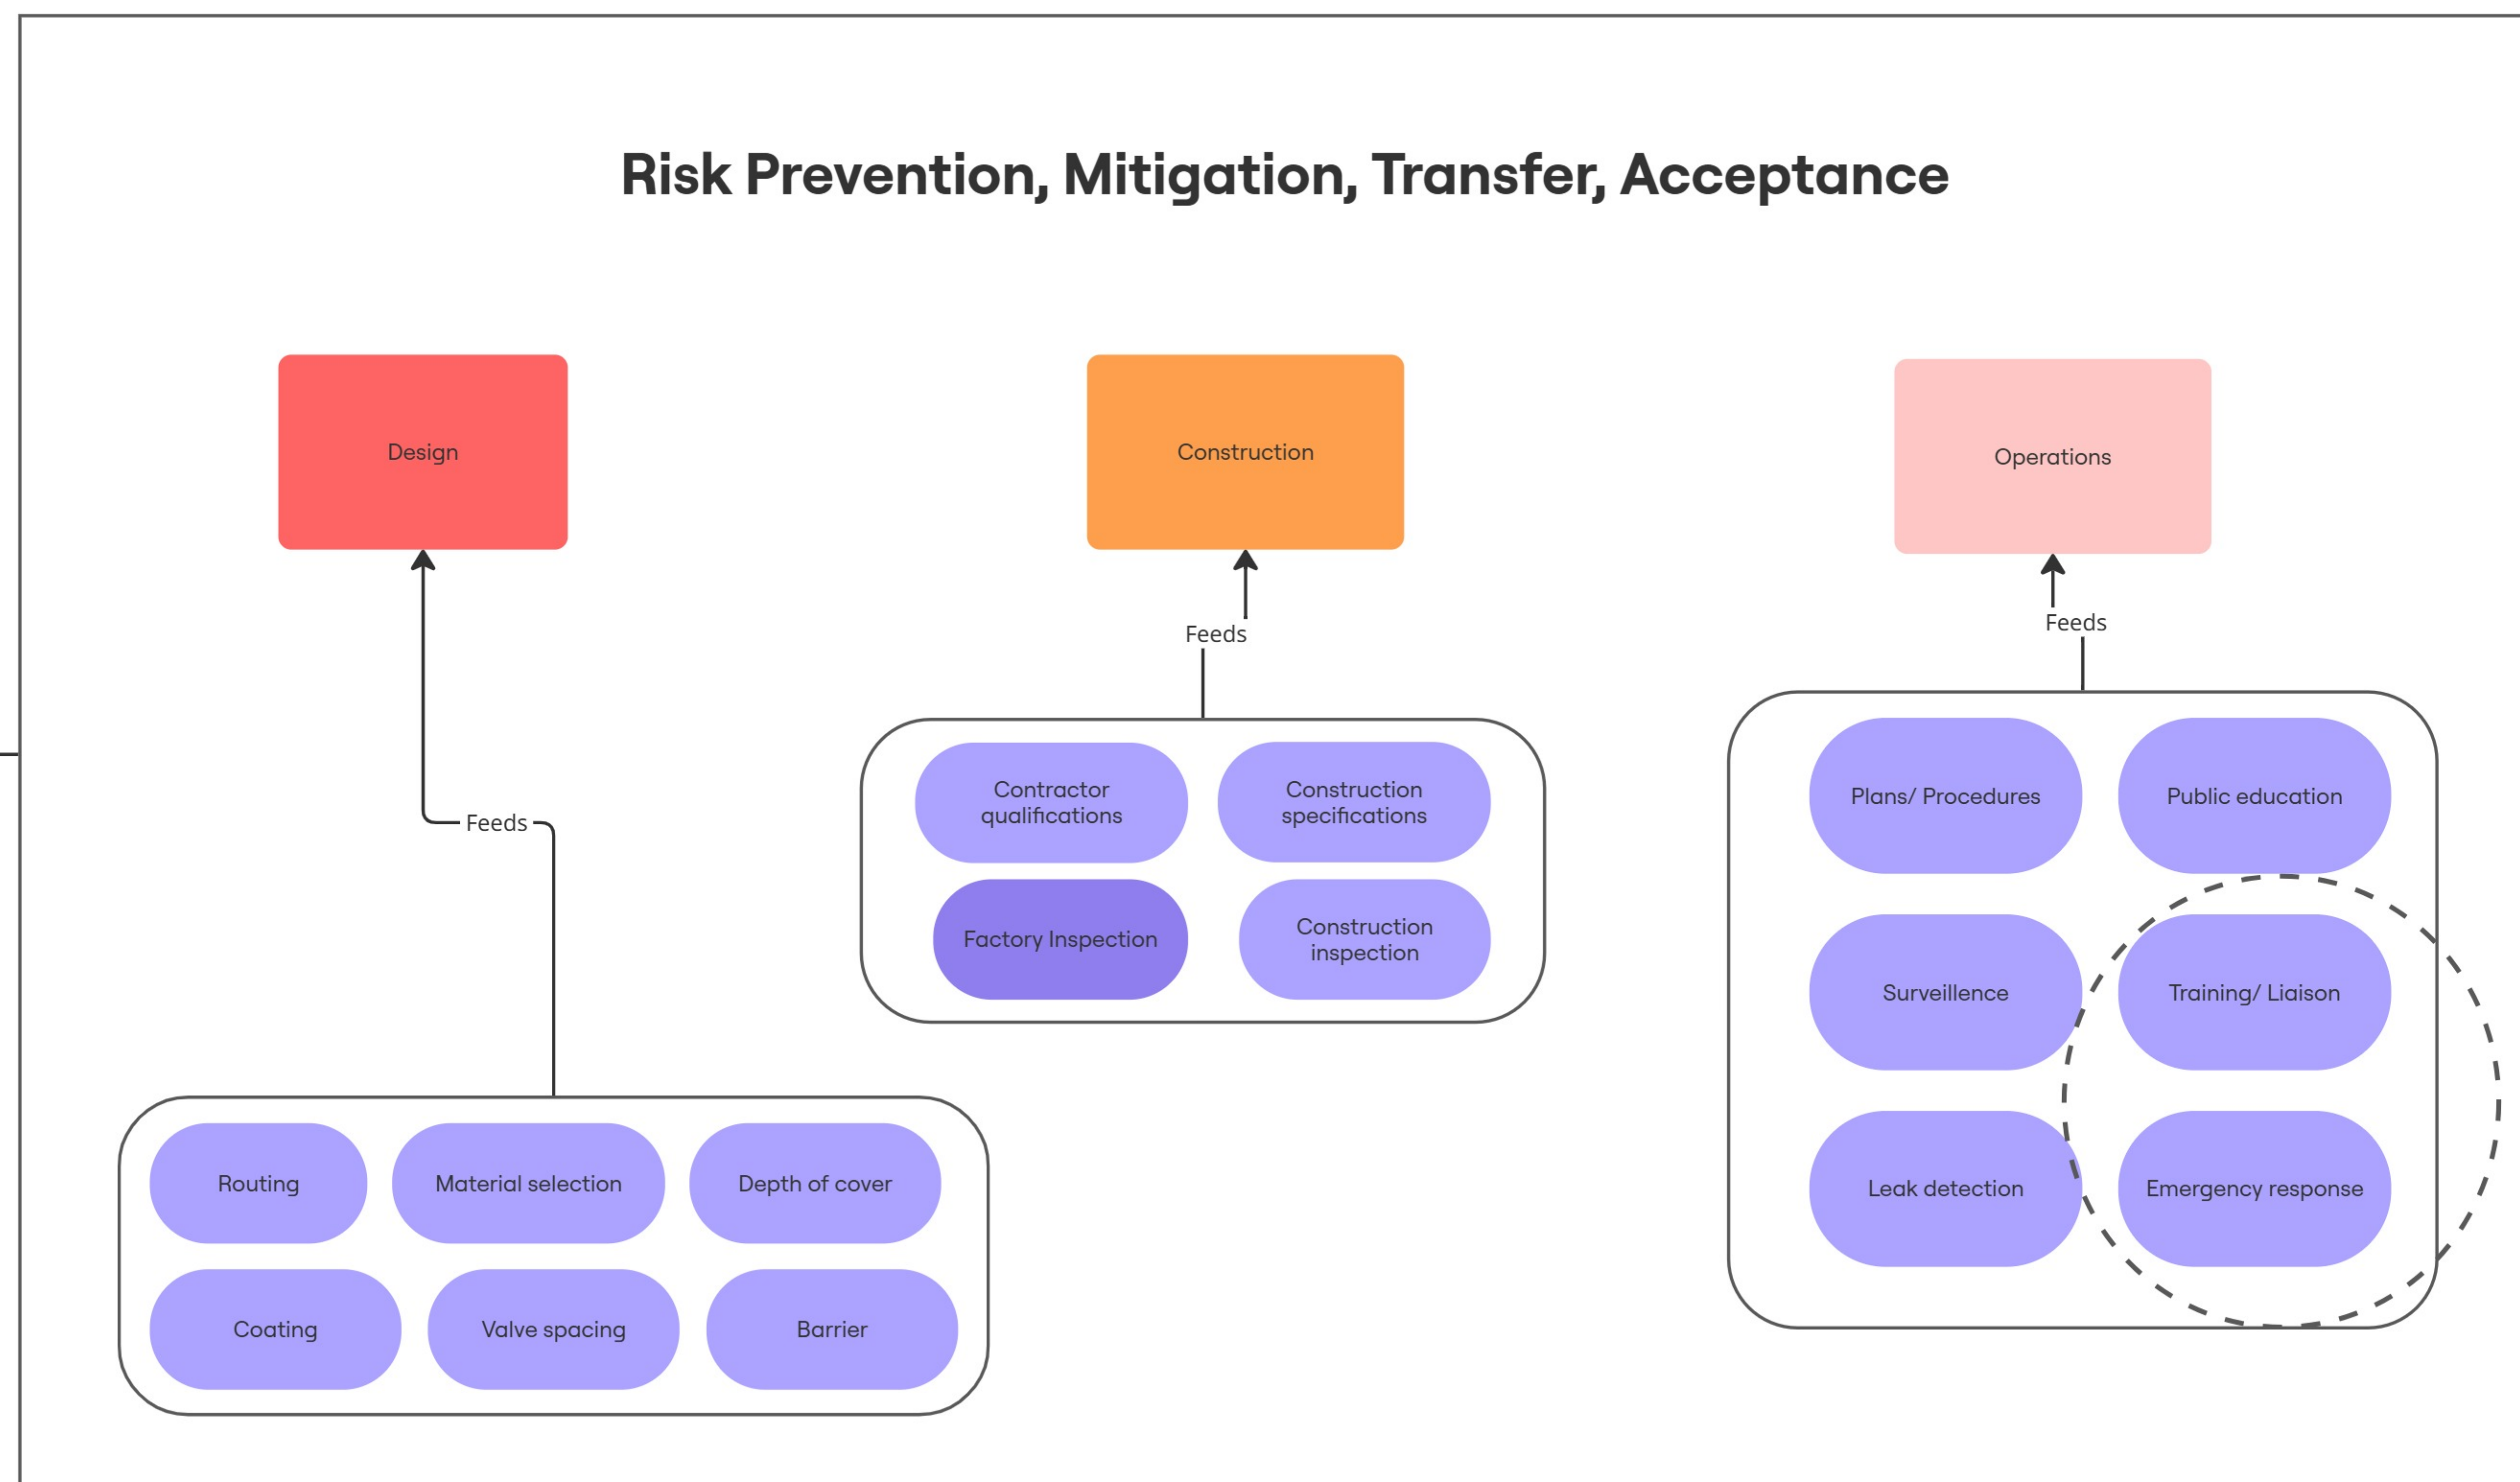 Risk Prevention, Mitigation, Transfer, Acceptance
Design
Construction
Operations
Feeds
Feeds
Feeds
Contractor
qualifications
Construction
specifications
Factory Inspection
Construction
inspection
Plans/ Procedures
Public education
Surveillence
Training/ Liaison
Leak detection
Emergency response
Routing
Material selection
Depth of cover
Coating
Valve spacing
Barrier